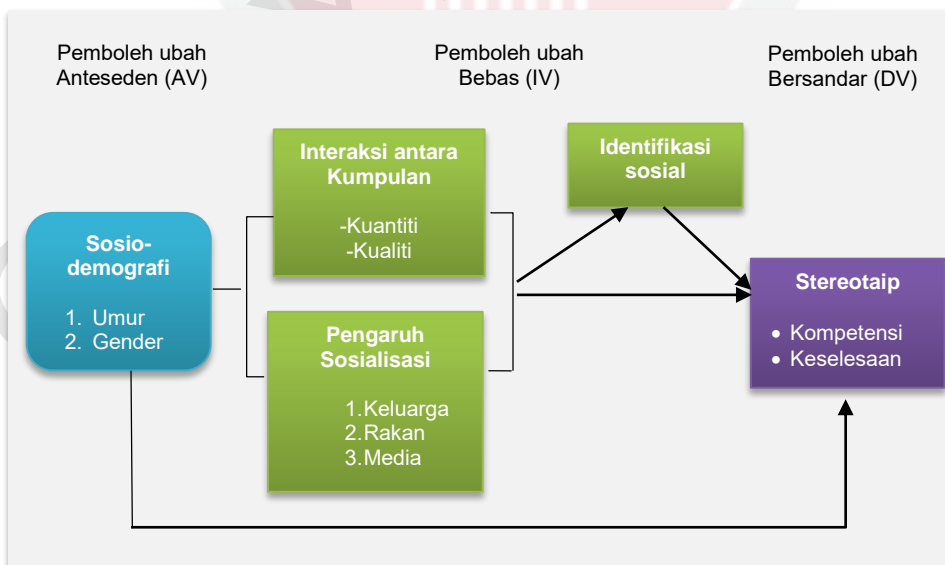 Pemboleh ubah
Anteseden (AV)
Pemboleh ubah
Bebas (IV)
Pemboleh ubah
Bersandar (DV)
Sosio-
demografi
1. Umur
2. Gender
Interaksi antara
Kumpulan
-Kuantiti
-Kualiti
Pengaruh
Sosialisasi
1.Keluarga
2.Rakan
3.Media
Identifikasi
sosial
Stereotaip
• Kompetensi
• Keselesaan